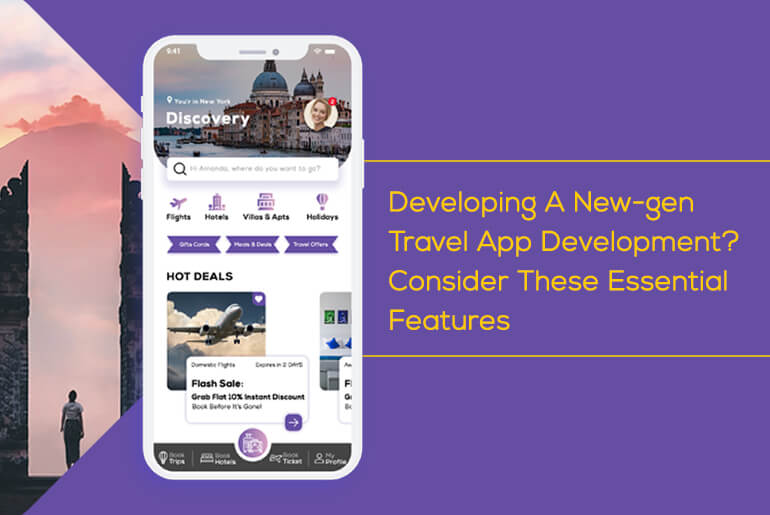 9:41
You'r in New York
Discovery
2
Hi Amanda, where do you want to go?
Flights
Hotels
Villas & Apts
Holidays
Gifts Cards
Meals & Deals
Travel Offers
HOT DEALS
Domestic Flights
Expires in 2 DAYS
Flash Sale:
Grab Flat 10% Instant Discount
Book Before It's Gone!
Fl
Gr
Bo
Book
Trips
Book
Hotels
Book
Ticket
My
Profile
Developing A New-gen
Travel App Development?
Consider These Essential
Features